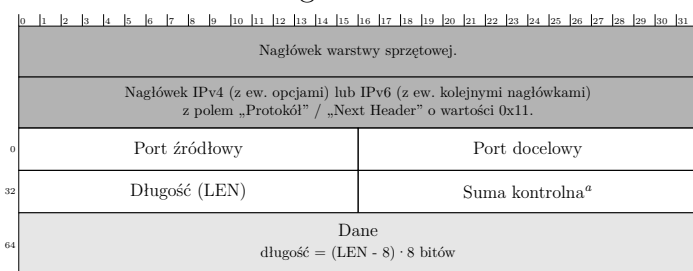 0 1 2 3 4 5 6 7 8 9 10 11 12 13 14 15 16 17 18 19 20 21 22 23 24 25 26 27 28 29 30 31
Nagłówek warstwy sprzętowej.
Nagłówek IPv4 (z ew. opcjami) lub IPv6 (z ew. kolejnymi nagłówkami)
z polem „Protokół” / „Next Header” o wartości 0x11.
0 Port źródłowy Port docelowy
32 Długość (LEN) Suma kontrolnaᵃ
Dane
64 długość = (LEN - 8) · 8 bitów